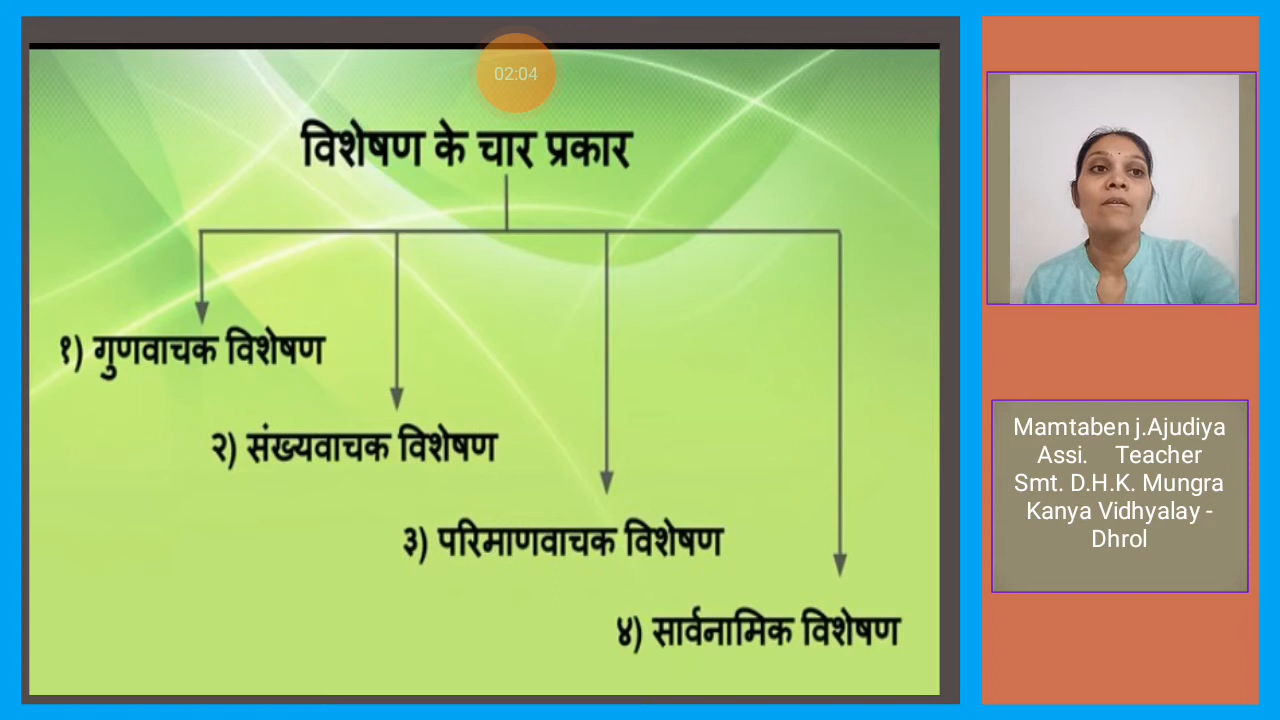 02:04
विशेषण के चार प्रकार
१) गुणवाचक विशेषण
२) संख्यवाचक विशेषण
३) परिमाणवाचक विशेषण
४) सार्वनामिक विशेषण
Mamtaben j.Ajudiya
Assi. Teacher
Smt. D.H.K. Mungra
Kanya Vidhyalay -
Dhrol